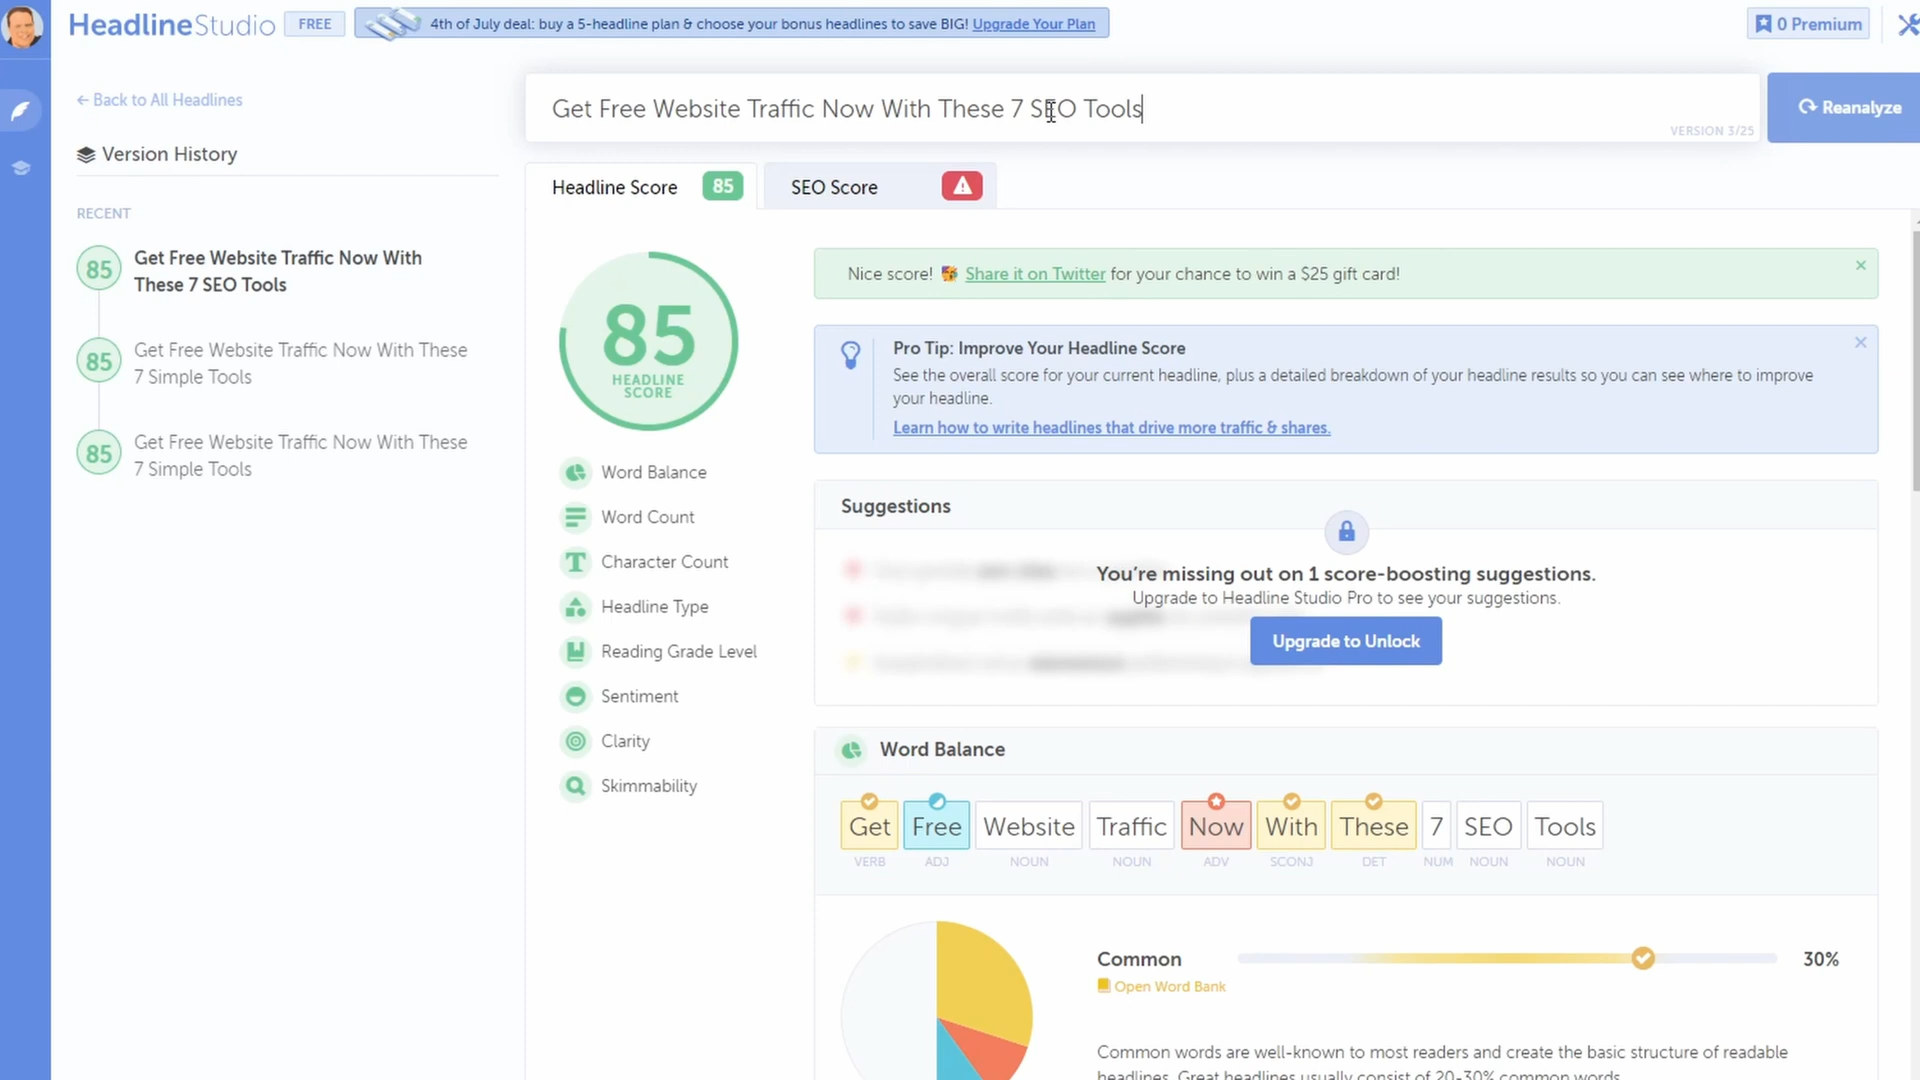 HeadlineStudio FREE
4th of July deal: buy a 5-headline plan & choose your bonus headlines to save BIG! Upgrade Your Plan
0 Premium
← Back to All Headlines
Version History
RECENT
85 Get Free Website Traffic Now With
These 7 SEO Tools
85 Get Free Website Traffic Now With These
7 Simple Tools
85 Get Free Website Traffic Now With These
7 Simple Tools
Get Free Website Traffic Now With These 7 SEO Tools
VERSION 3/25
Reanalyze
Headline Score 85
SEO Score
85
HEADLINE
SCORE
Word Balance
Word Count
Character Count
Headline Type
Reading Grade Level
Sentiment
Clarity
Skimmability
Nice score! Share it on Twitter for your chance to win a $25 gift card!
Pro Tip: Improve Your Headline Score
See the overall score for your current headline, plus a detailed breakdown of your headline results so you can see where to improve
your headline.
Learn how to write headlines that drive more traffic & shares.
Suggestions
You're missing out on 1 score-boosting suggestions.
Upgrade to Headline Studio Pro to see your suggestions.
Upgrade to Unlock
Word Balance
Get Free Website Traffic Now With These 7 SEO Tools
VERB ADJ NOUN NOUN ADV SCONJ DET NUM NOUN NOUN
Common 30%
Open Word Bank
Common words are well-known to most readers and create the basic structure of readable
headlines. Great headlines usually consist of 20-30% common words.